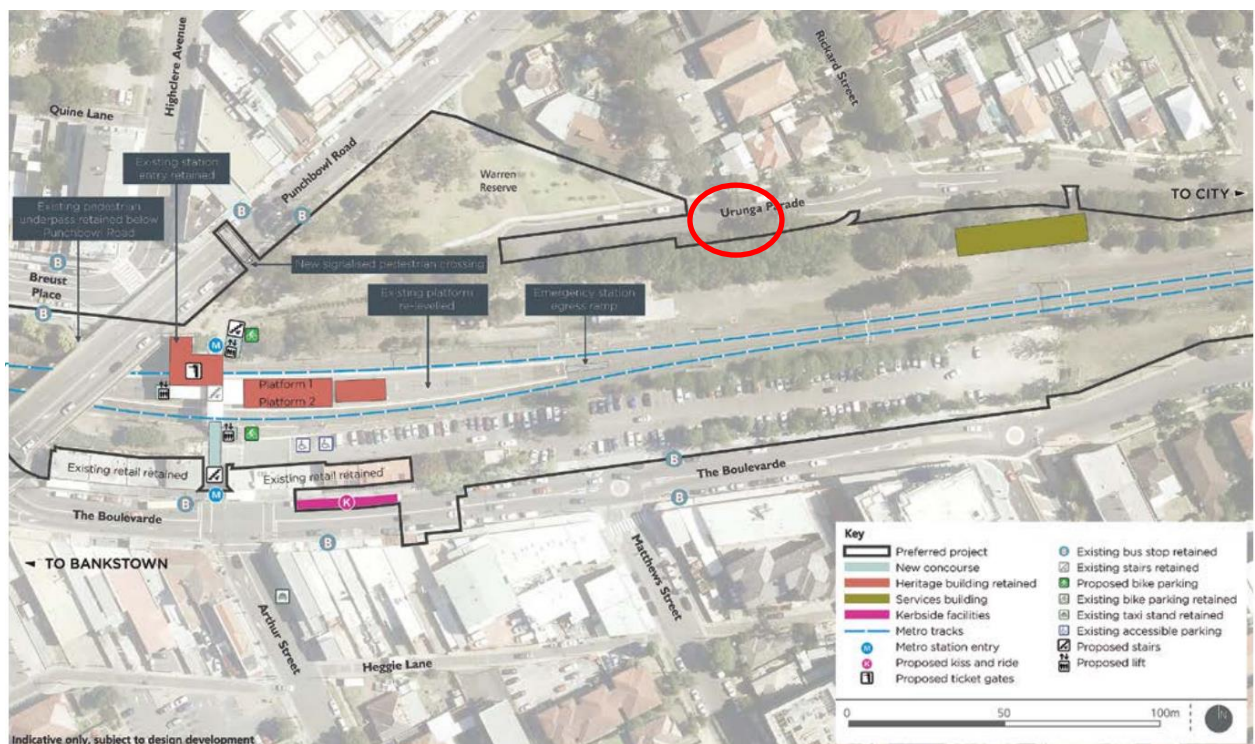 Quine Lane
Highclere Avenue
Existing station
entry retained
Existing pedestrian
underpass retained below
Punchbowl Road
Punchbowl Road
B
B
Warren
Reserve
Rickard Street
Urunga Parade
TO CITY
B
Breust
Place
B
New signalised pedestrian crossing
Existing platform
re-levelled
Emergency station
egress ramp
M
Platform 1
Platform 2
Existing retail retained
Existing retail retained
B
The Boulevarde
B
M
K
B
The Boulevarde
B
B
TO BANKSTOWN
Arthur Street
Matthews Street
Heggie Lane
Key
Preferred project
New concourse
Heritage building retained
Services building
Kerbside facilities
Metro tracks
M Metro station entry
K Proposed kiss and ride
Proposed ticket gates
B Existing bus stop retained
Existing stairs retained
Proposed bike parking
Existing bike parking retained
Existing taxi stand retained
Existing accessible parking
Proposed stairs
Proposed lift
0 50 100m
N
Indicative only, subject to design development